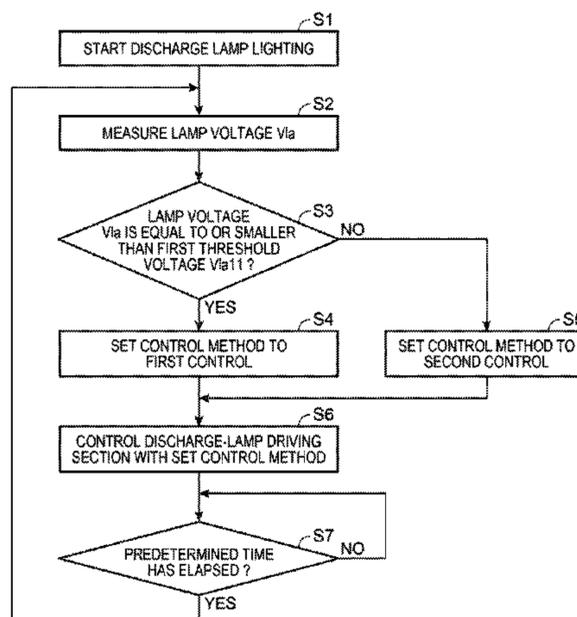 S1
START DISCHARGE LAMP LIGHTING
S2
MEASURE LAMP VOLTAGE Vla
S3
LAMP VOLTAGE
Vla IS EQUAL TO OR SMALLER
THAN FIRST THRESHOLD
VOLTAGE Vla11 ?
NO
YES
S4
SET CONTROL METHOD TO
FIRST CONTROL
SET CONTROL METHOD TO
SECOND CONTROL
S6
CONTROL DISCHARGE-LAMP DRIVING
SECTION WITH SET CONTROL METHOD
S7
PREDETERMINED TIME
HAS ELAPSED ?
NO
YES